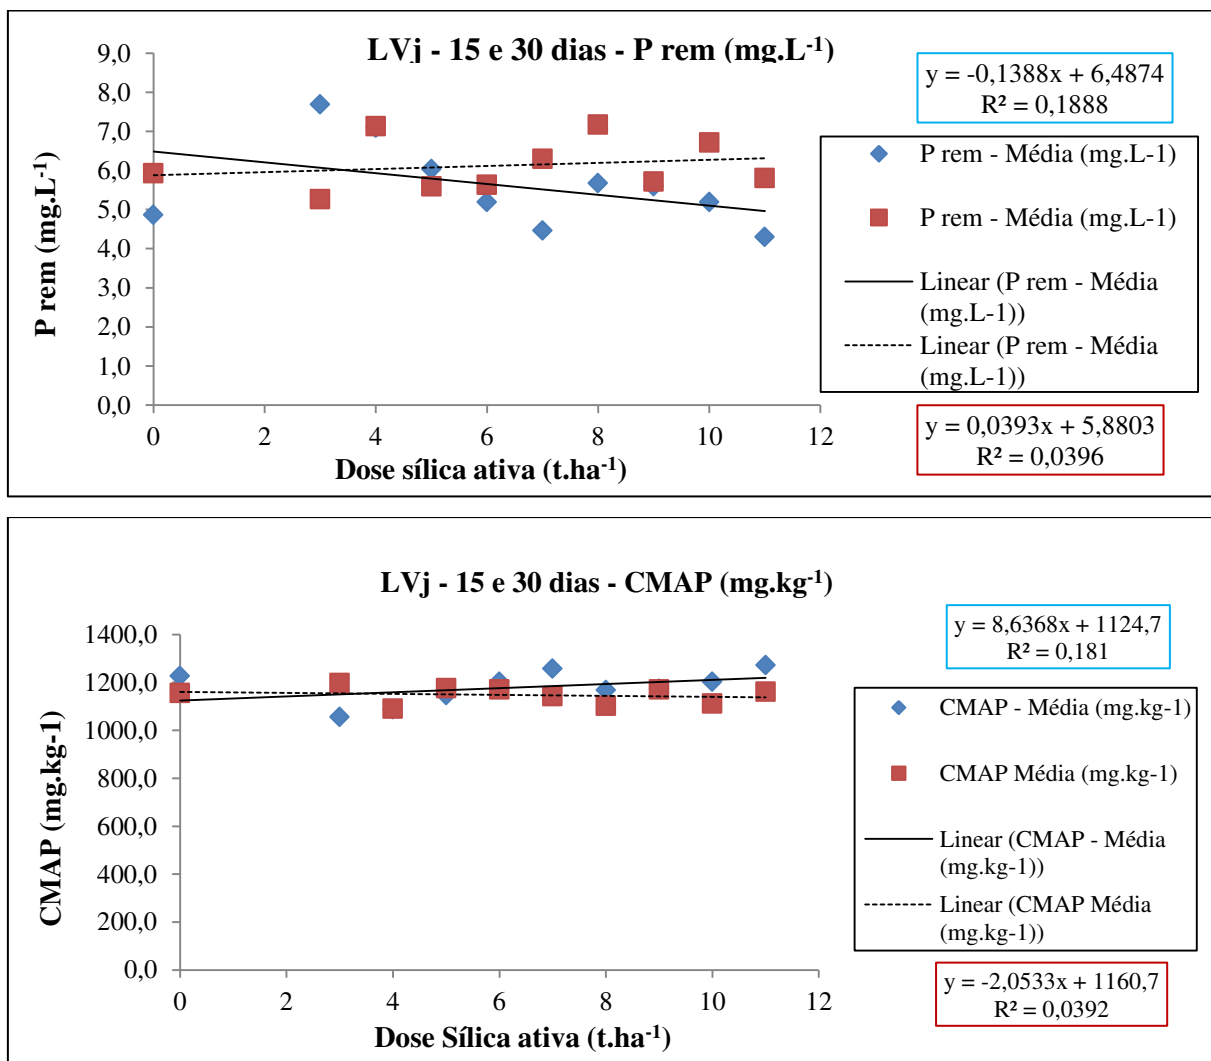 LVj - 15 e 30 dias - P rem (mg.L-1)
9,0
8,0
7,0
6,0
5,0
4,0
3,0
2,0
1,0
0,0
P rem (mg.L-1)
0
2
4
6
8
10
12
Dose sílica ativa (t.ha-1)
y = -0,1388x + 6,4874
R² = 0,1888
P rem - Média (mg.L-1)
P rem - Média (mg.L-1)
Linear (P rem - Média
(mg.L-1))
Linear (P rem - Média
(mg.L-1))
y = 0,0393x + 5,8803
R² = 0,0396
LVj - 15 e 30 dias - CMAP (mg.kg-1)
1400,0
1200,0
1000,0
800,0
600,0
400,0
200,0
0,0
CMAP (mg.kg-1)
0
2
4
6
8
10
12
Dose Sílica ativa (t.ha-1)
y = 8,6368x + 1124,7
R² = 0,181
CMAP - Média (mg.kg-1)
CMAP Média (mg.kg-1)
Linear (CMAP - Média
(mg.kg-1))
Linear (CMAP Média
(mg.kg-1))
y = -2,0533x + 1160,7
R² = 0,0392